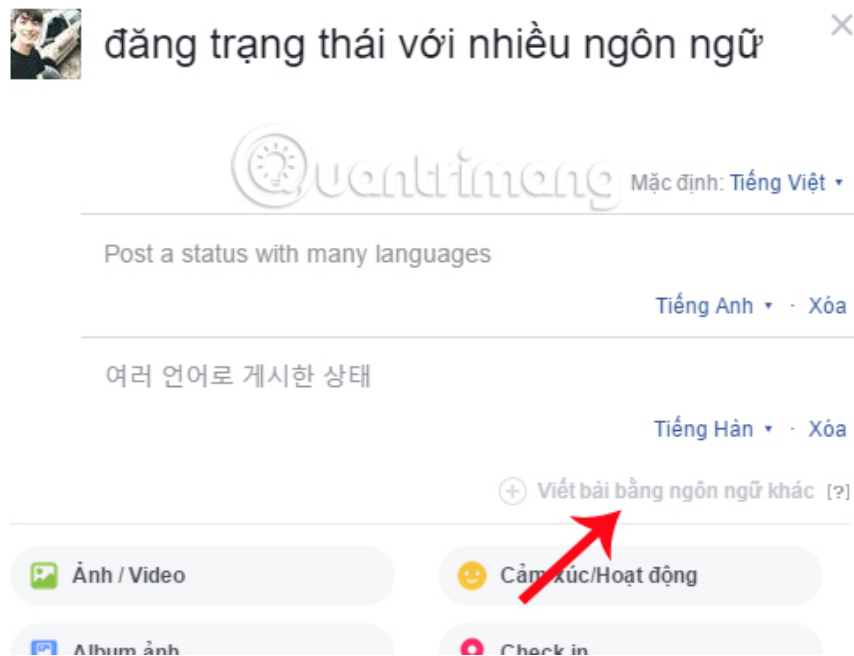 đăng trạng thái với nhiều ngôn ngữ
Quantrimang
Mặc định: Tiếng Việt
Post a status with many languages
Tiếng Anh · Xóa
여러 언어로 게시한 상태
Tiếng Hàn · Xóa
Viết bài bằng ngôn ngữ khác [?]
Ảnh / Video
Cảm xúc/Hoạt động
Album ảnh
Check in